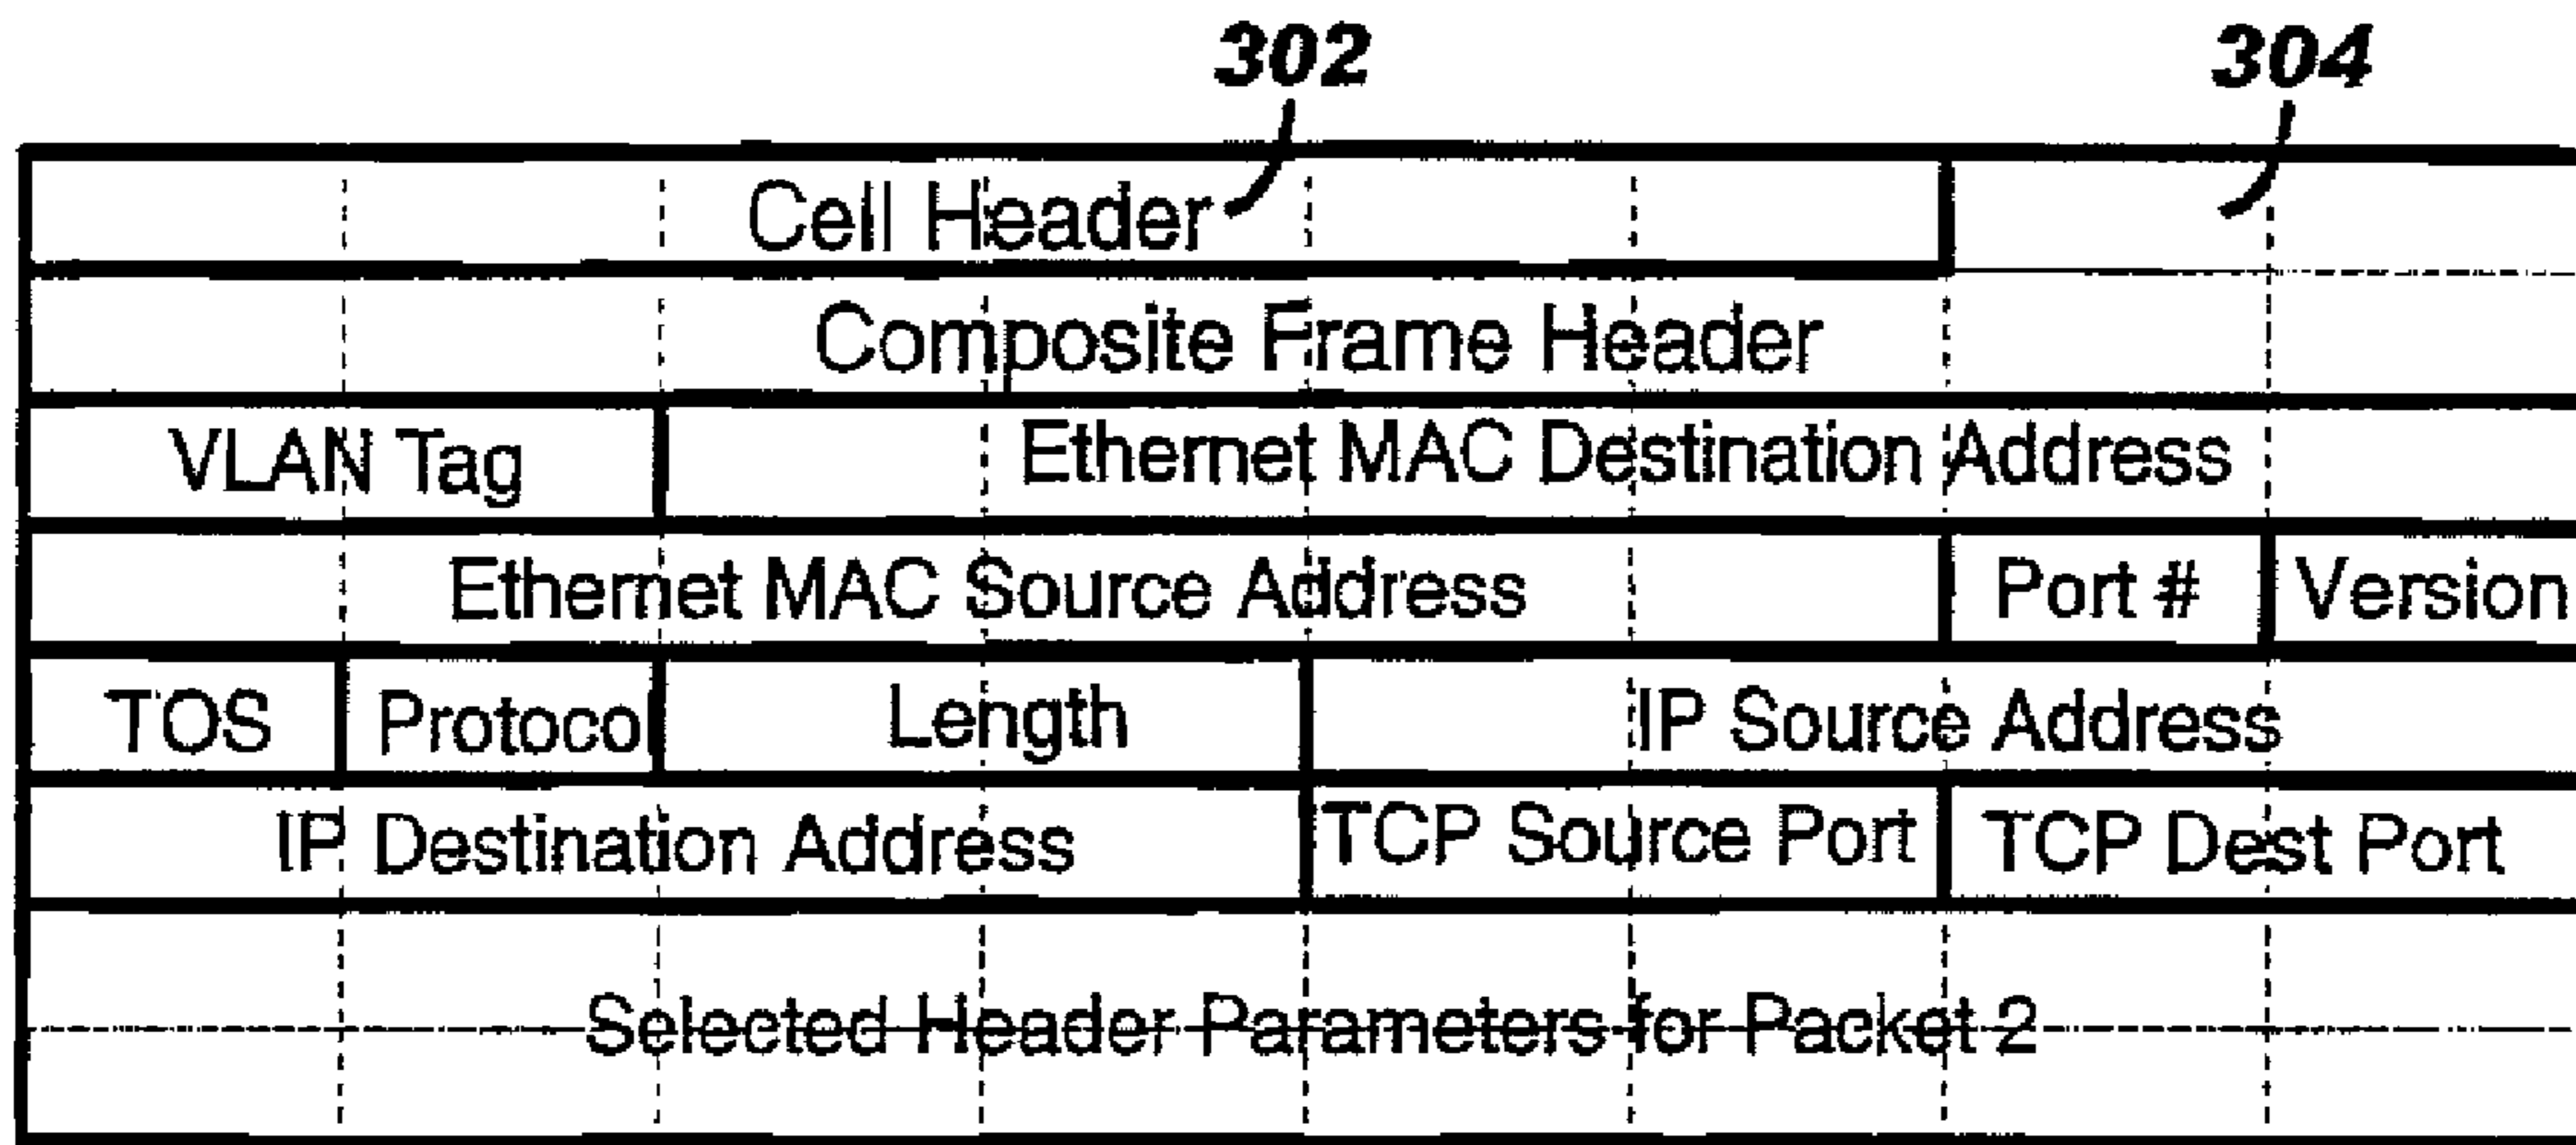 302 304
Cell Header
Composite Frame Header
VLAN Tag Ethernet MAC Destination Address
Ethernet MAC Source Address Port # Version
TOS Protocol Length IP Source Address
IP Destination Address TCP Source Port TCP Dest Port
Selected Header Parameters for Packet 2